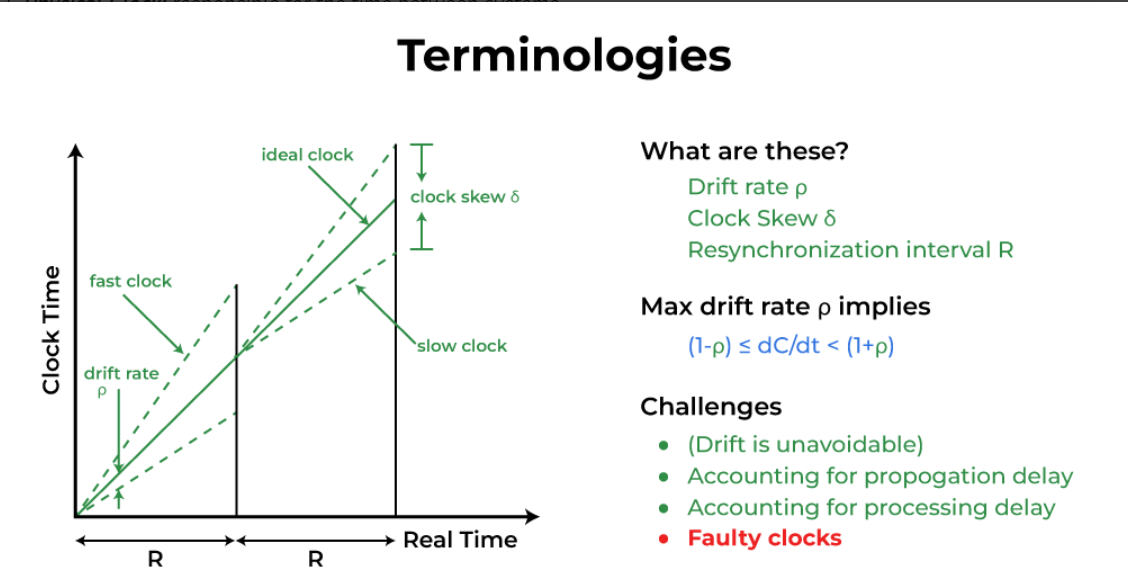 Terminologies
ideal clock
clock skew δ
fast clock
drift rate
ρ
slow clock
Clock Time
Real Time
R
R
What are these?
Drift rate ρ
Clock Skew δ
Resynchronization interval R
Max drift rate ρ implies
(1-ρ) ≤ dC/dt < (1+ρ)
Challenges
• (Drift is unavoidable)
• Accounting for propogation delay
• Accounting for processing delay
• Faulty clocks